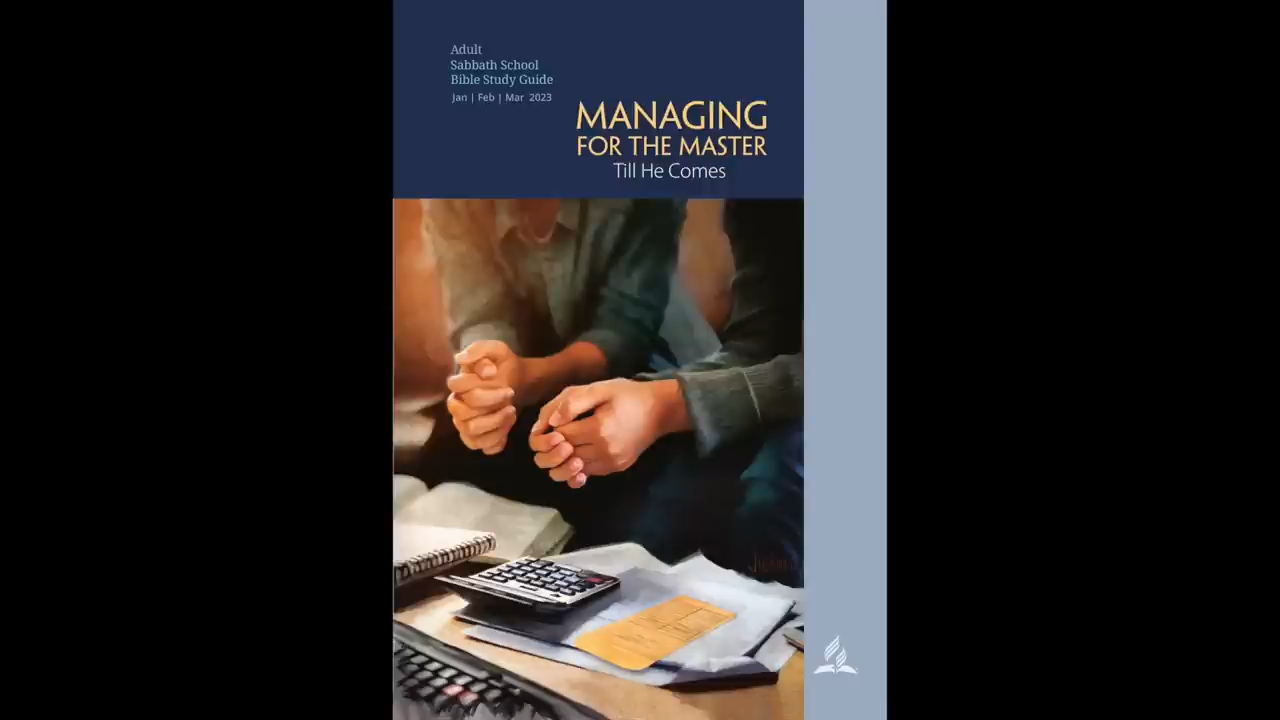 Adult
Sabbath School
Bible Study Guide
Jan | Feb | Mar 2023
MANAGING
FOR THE MASTER
Till He Comes